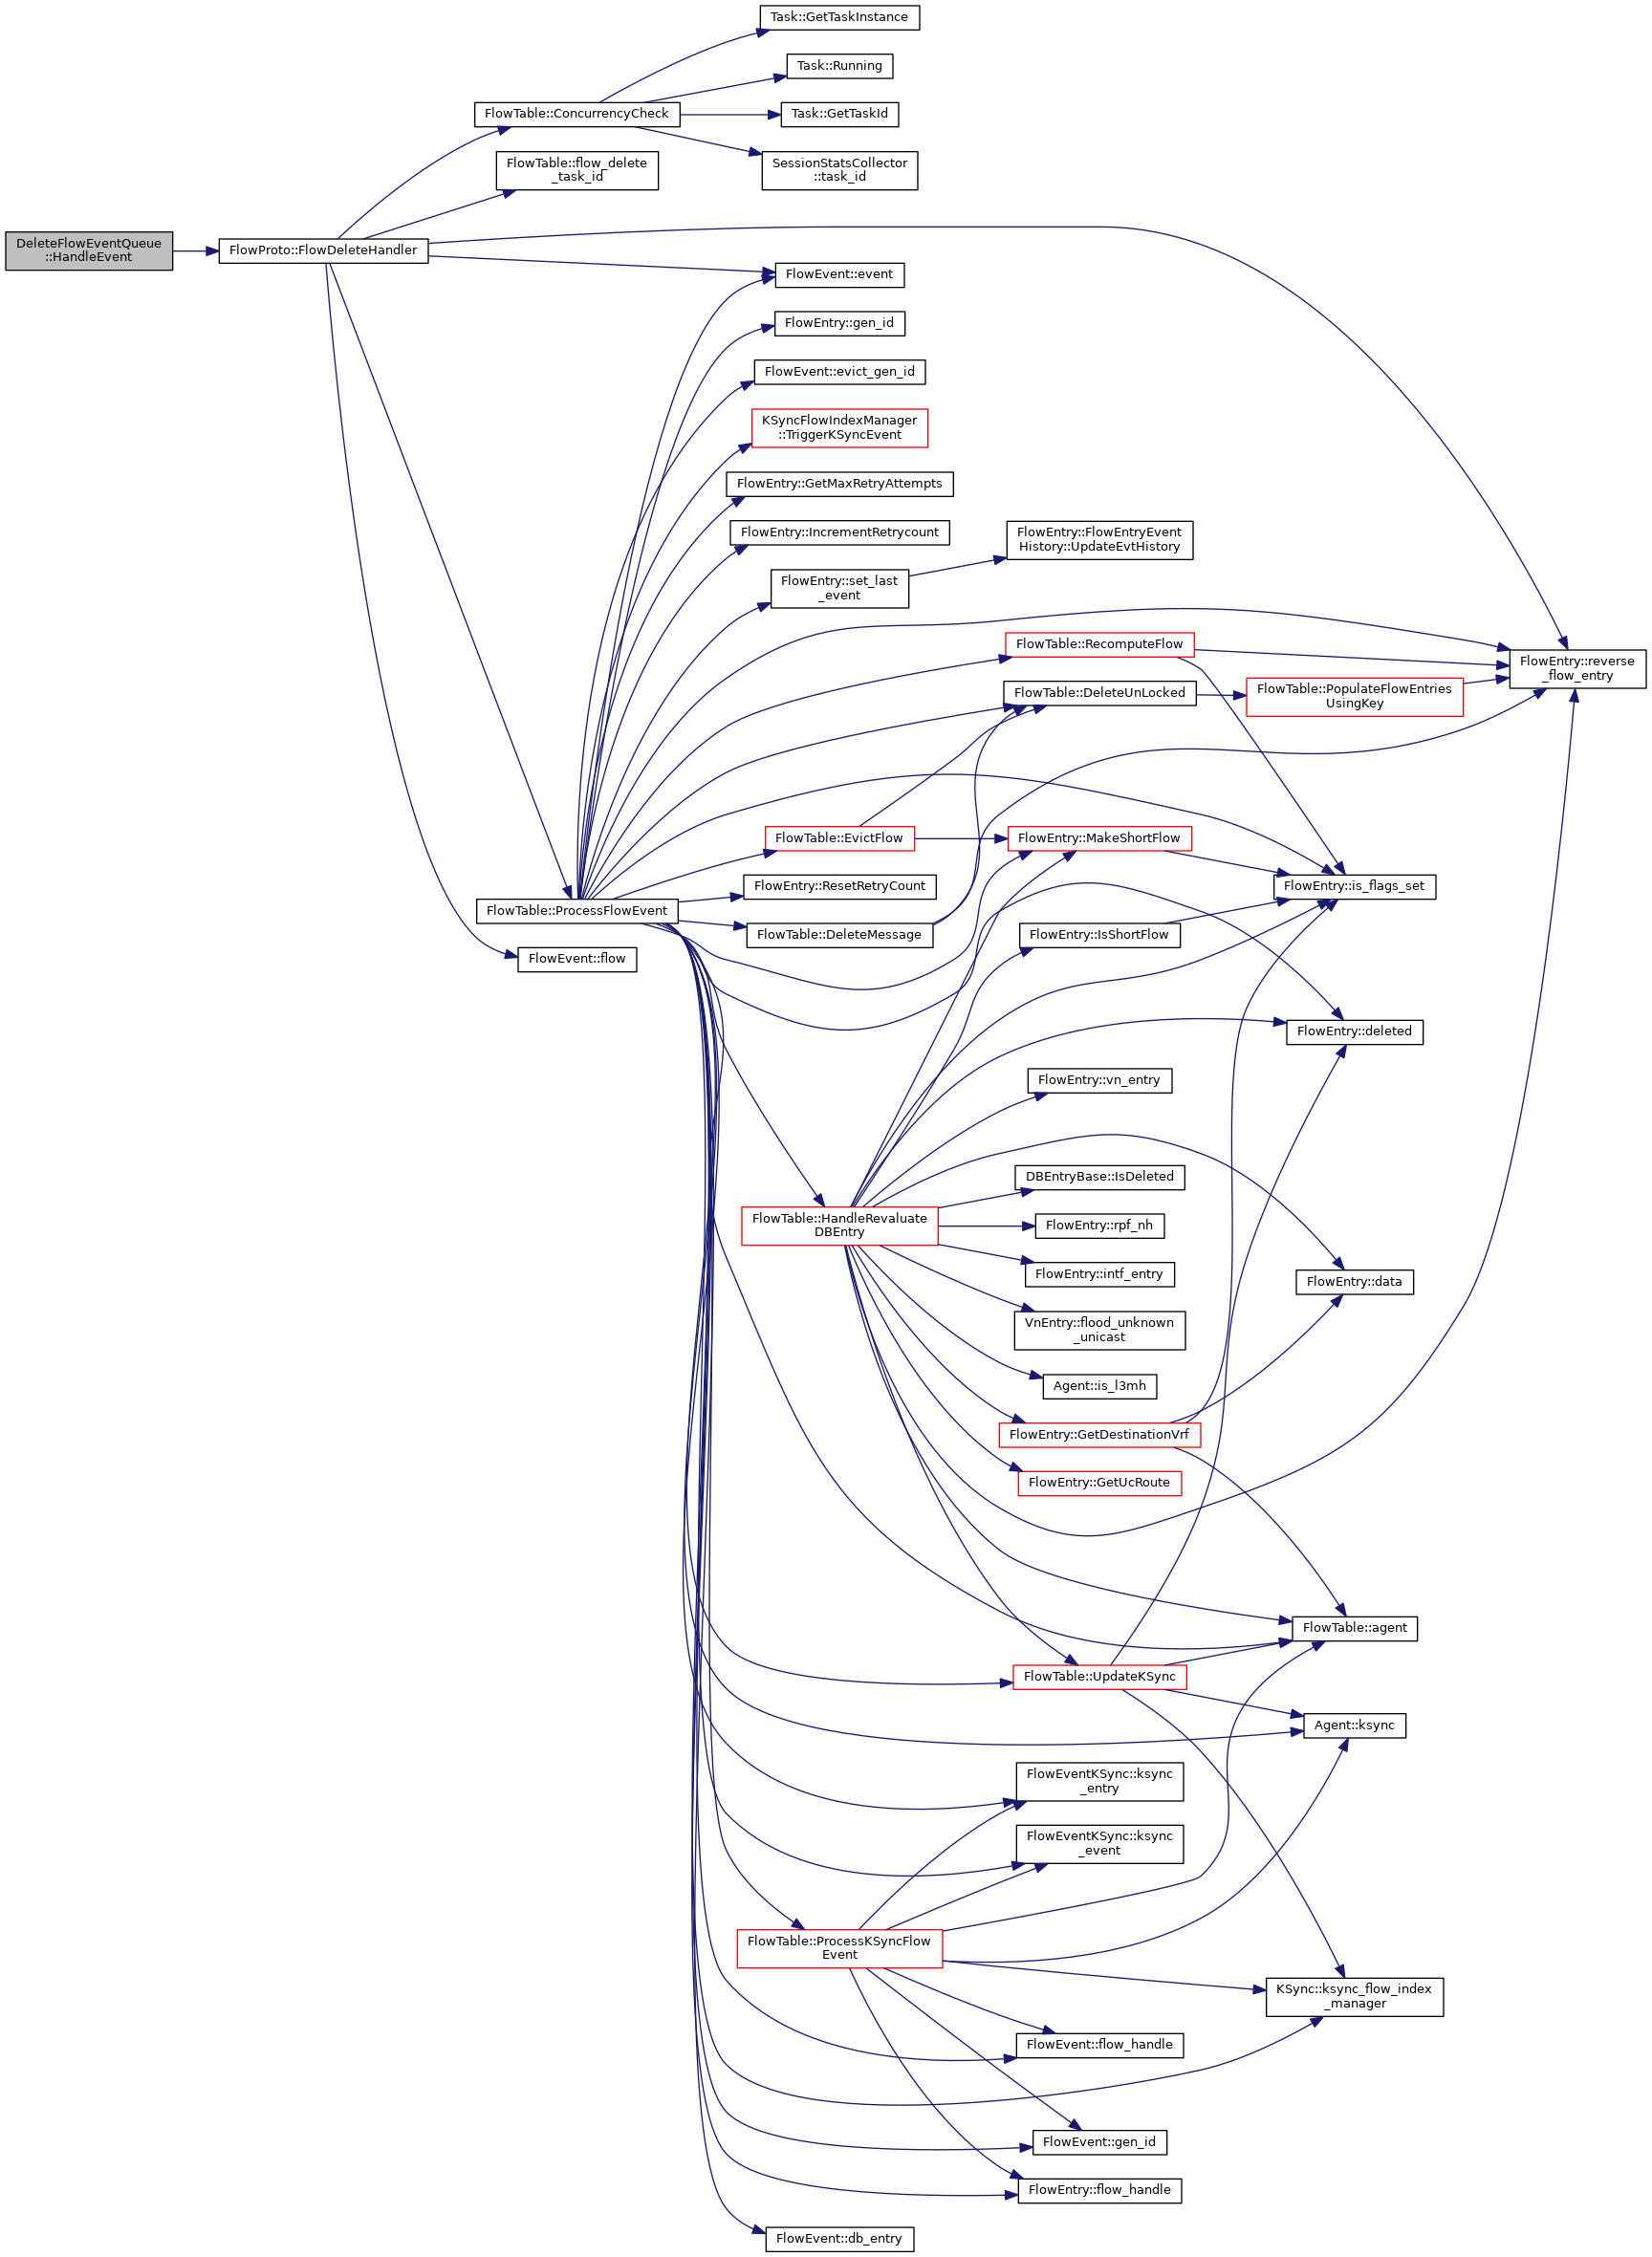 Task::GetTaskInstance
Task::Running
FlowTable::ConcurrencyCheck
Task::GetTaskId
FlowTable::flow_delete
_task_id
SessionStatsCollector
::task_id
DeleteFlowEventQueue
::HandleEvent
FlowProto::FlowDeleteHandler
FlowEvent::event
FlowEntry::gen_id
FlowEvent::evict_gen_id
KSyncFlowIndexManager
::TriggerKSyncEvent
FlowEntry::GetMaxRetryAttempts
FlowEntry::IncrementRetrycount
FlowEntry::FlowEntryEvent
History::UpdateEvtHistory
FlowEntry::set_last
_event
FlowTable::RecomputeFlow
FlowEntry::reverse
_flow_entry
FlowTable::DeleteUnLocked
FlowTable::PopulateFlowEntries
UsingKey
FlowTable::EvictFlow
FlowEntry::MakeShortFlow
FlowEntry::ResetRetryCount
FlowEntry::is_flags_set
FlowTable::ProcessFlowEvent
FlowTable::DeleteMessage
FlowEntry::IsShortFlow
FlowEvent::flow
FlowEntry::deleted
FlowEntry::vn_entry
DBEntryBase::IsDeleted
FlowTable::HandleRevaluate
DBEntry
FlowEntry::rpf_nh
FlowEntry::intf_entry
FlowEntry::data
VnEntry::flood_unknown
_unicast
Agent::is_l3mh
FlowEntry::GetDestinationVrf
FlowEntry::GetUcRoute
FlowTable::agent
FlowTable::UpdateKSync
Agent::ksync
FlowEventKSync::ksync
_entry
FlowEventKSync::ksync
_event
FlowTable::ProcessKSyncFlow
Event
KSync::ksync_flow_index
_manager
FlowEvent::flow_handle
FlowEvent::gen_id
FlowEntry::flow_handle
FlowEvent::db_entry